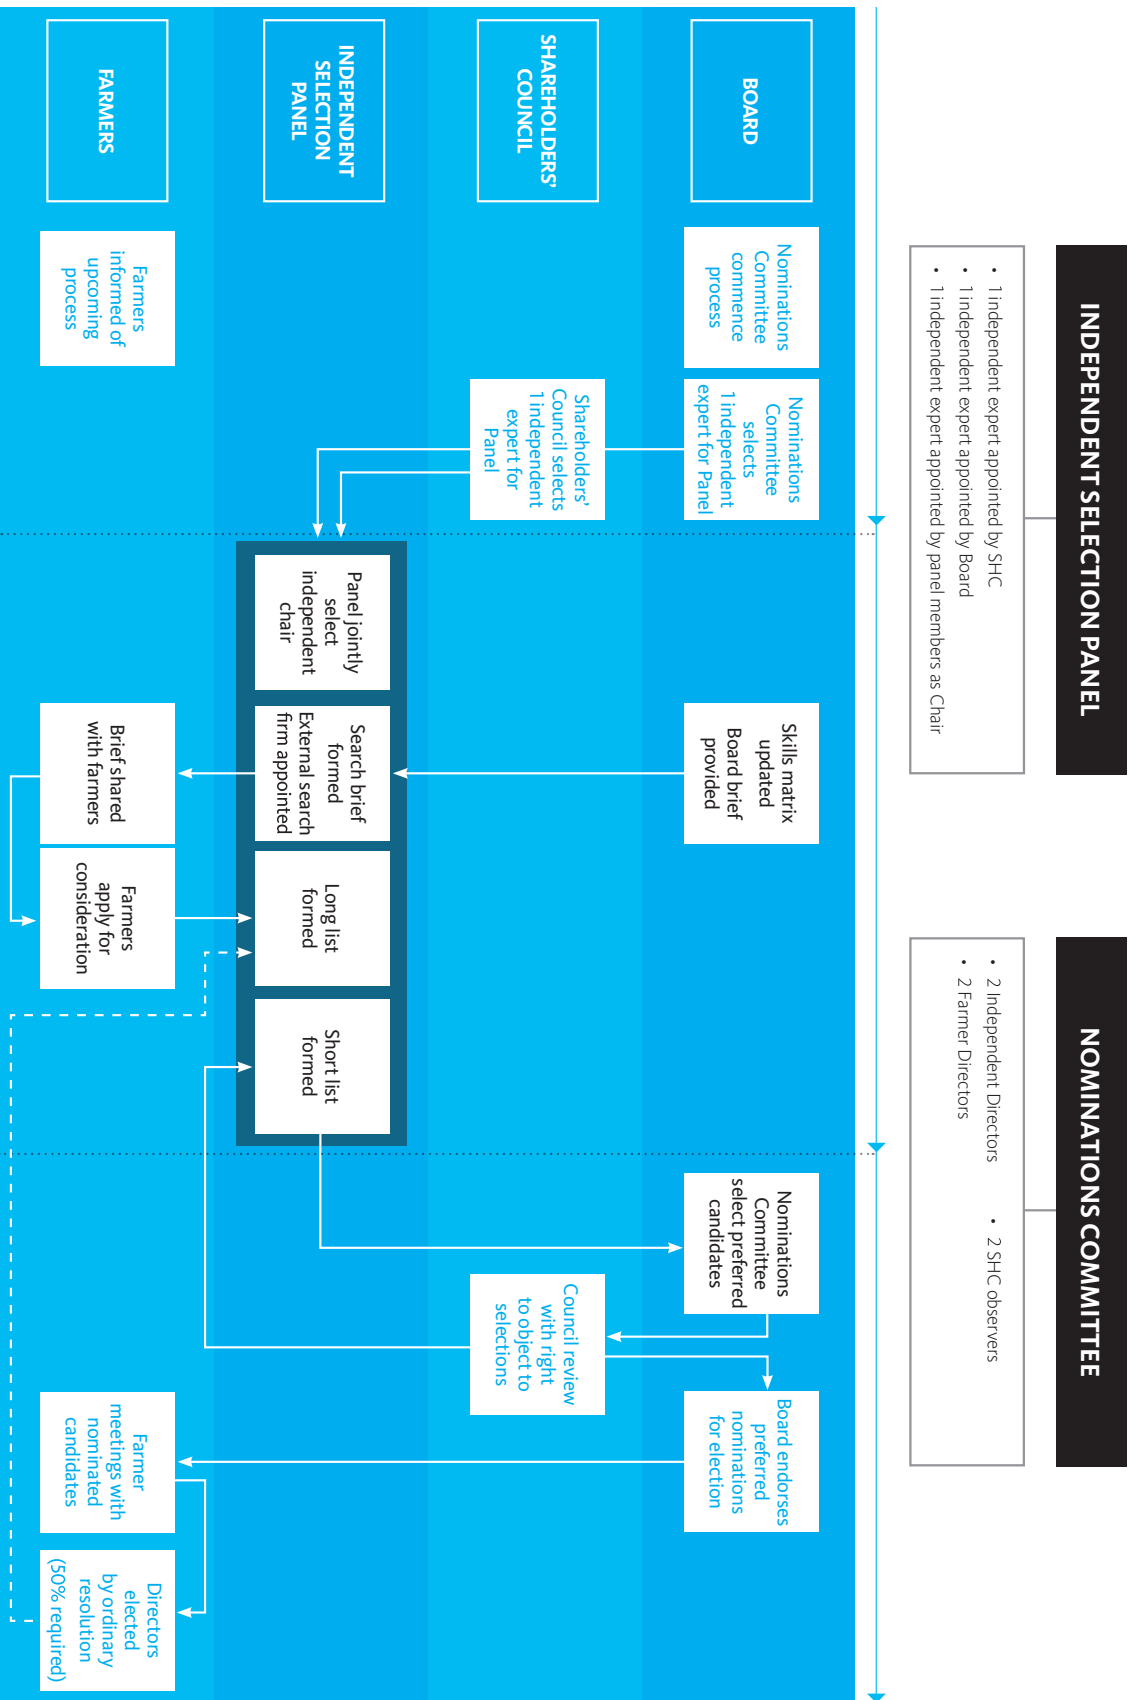 INDEPENDENT SELECTION PANEL
• 1 independent expert appointed by SHC
• 1 independent expert appointed by Board
• 1 independent expert appointed by panel members as Chair
NOMINATIONS COMMITTEE
• 2 Independent Directors
• 2 Farmer Directors
• 2 SHC observers
BOARD
Nominations
Committee
commence
process
Nominations
Committee
selects
1 independent
expert for Panel
Skills matrix
updated
Board brief
provided
Nominations
Committee
select preferred
candidates
Board endorses
preferred
nominations
for election
SHAREHOLDERS'
COUNCIL
Shareholders'
Council selects
1 independent
expert for
Panel
Council review
with right
to object to
selections
INDEPENDENT
SELECTION
PANEL
Panel jointly
select
independent
chair
Search brief
formed
External search
firm appointed
Long list
formed
Short list
formed
FARMERS
Farmers
informed of
upcoming
process
Brief shared
with farmers
Farmers
apply for
consideration
Farmer
meetings with
nominated
candidates
Directors
elected
by ordinary
resolution
(50% required)